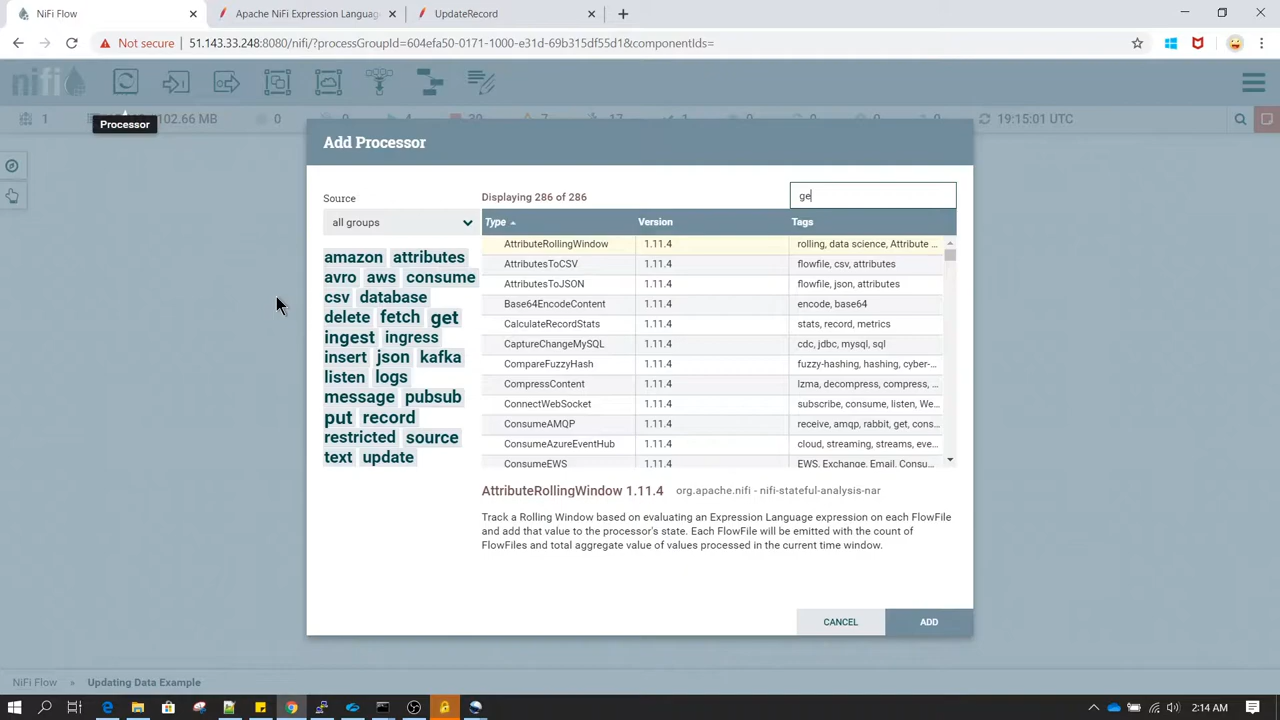 NiFi Flow
Apache NiFi Expression Language
UpdateRecord
Not secure
51.143.33.248:8080/nifi/?processGroupId=604efa50-0171-1000-e31d-69b315df55d1&componentIds=
nifi
1
102.66 MB
0
4
7
1
0
19:15:01 UTC
Processor
Add Processor
Source
Displaying 286 of 286
ge
all groups
Type
Version
Tags
amazon attributes
avro aws consume
csv database
delete fetch get
ingest ingress
insert json kafka
listen logs
message pubsub
put record
restricted source
text update
AttributeRollingWindow 1.11.4 rolling, data science, Attribute ...
AttributesToCSV 1.11.4 flowfile, csv, attributes
AttributesToJSON 1.11.4 flowfile, json, attributes
Base64EncodeContent 1.11.4 encode, base64
CalculateRecordStats 1.11.4 stats, record, metrics
CaptureChangeMySQL 1.11.4 cdc, jdbc, mysql, sql
CompareFuzzyHash 1.11.4 fuzzy-hashing, hashing, cyber-...
CompressContent 1.11.4 lzma, decompress, compress, ...
ConnectWebSocket 1.11.4 subscribe, consume, listen, We...
ConsumeAMQP 1.11.4 receive, amqp, rabbit, get, cons...
ConsumeAzureEventHub 1.11.4 cloud, streaming, streams, eve...
ConsumeEWS 1.11.4 EWS, Exchange, Email, Consu...
AttributeRollingWindow 1.11.4 org.apache.nifi - nifi-stateful-analysis-nar
Track a Rolling Window based on evaluating an Expression Language expression on each FlowFile
and add that value to the processor's state. Each FlowFile will be emitted with the count of
FlowFiles and total aggregate value of values processed in the current time window.
CANCEL
ADD
NiFi Flow » Updating Data Example
2:14 AM